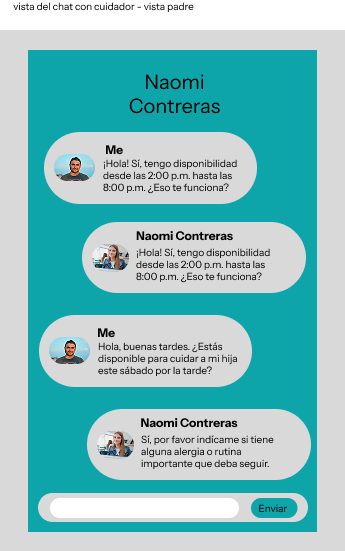 vista del chat con cuidador - vista padre
Naomi
Contreras
Me
¡Hola! Sí, tengo disponibilidad
desde las 2:00 p.m. hasta las
8:00 p.m. ¿Eso te funciona?
Naomi Contreras
¡Hola! Sí, tengo disponibilidad
desde las 2:00 p.m. hasta las
8:00 p.m. ¿Eso te funciona?
Me
Hola, buenas tardes. ¿Estás
disponible para cuidar a mi hija
este sábado por la tarde?
Naomi Contreras
Sí, por favor indícame si tiene
alguna alergia o rutina
importante que deba seguir.
Enviar